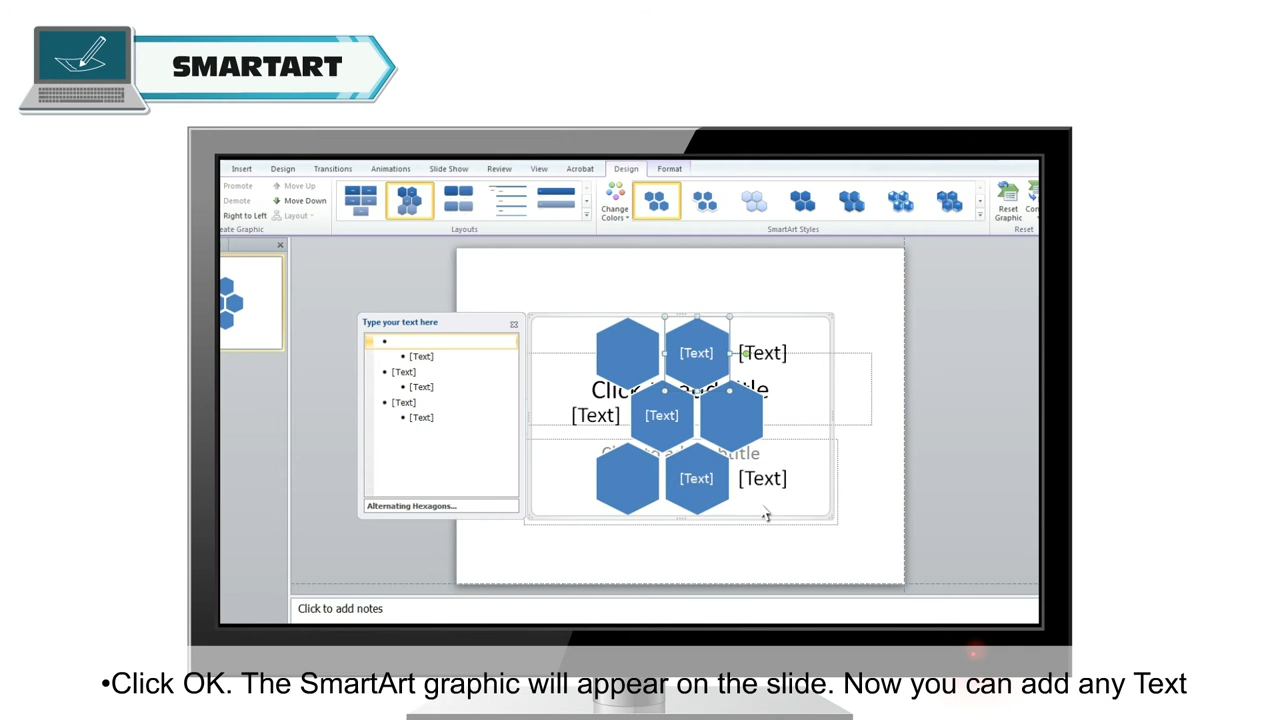 SMARTART
Insert Design Transitions Animations Slide Show Review View Acrobat Design Format
Promote Move Up
Demote Move Down
Right to Left Layout
eate Graphic
Layouts
Change
Colors
SmartArt Styles
Reset
Graphic
Reset
Type your text here
[Text]
[Text]
[Text]
[Text]
[Text]
Alternating Hexagons...
[Text] [Text]
[Text] [Text]
[Text] [Text]
Click to add notes
•Click OK. The SmartArt graphic will appear on the slide. Now you can add any Text